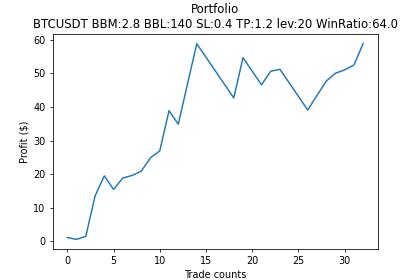 Portfolio
BTCUSDT BBM:2.8 BBL:140 SL:0.4 TP:1.2 lev:20 WinRatio:64.0
60
50
40
30
20
10
0
Profit ($)
0 5 10 15 20 25 30
Trade counts